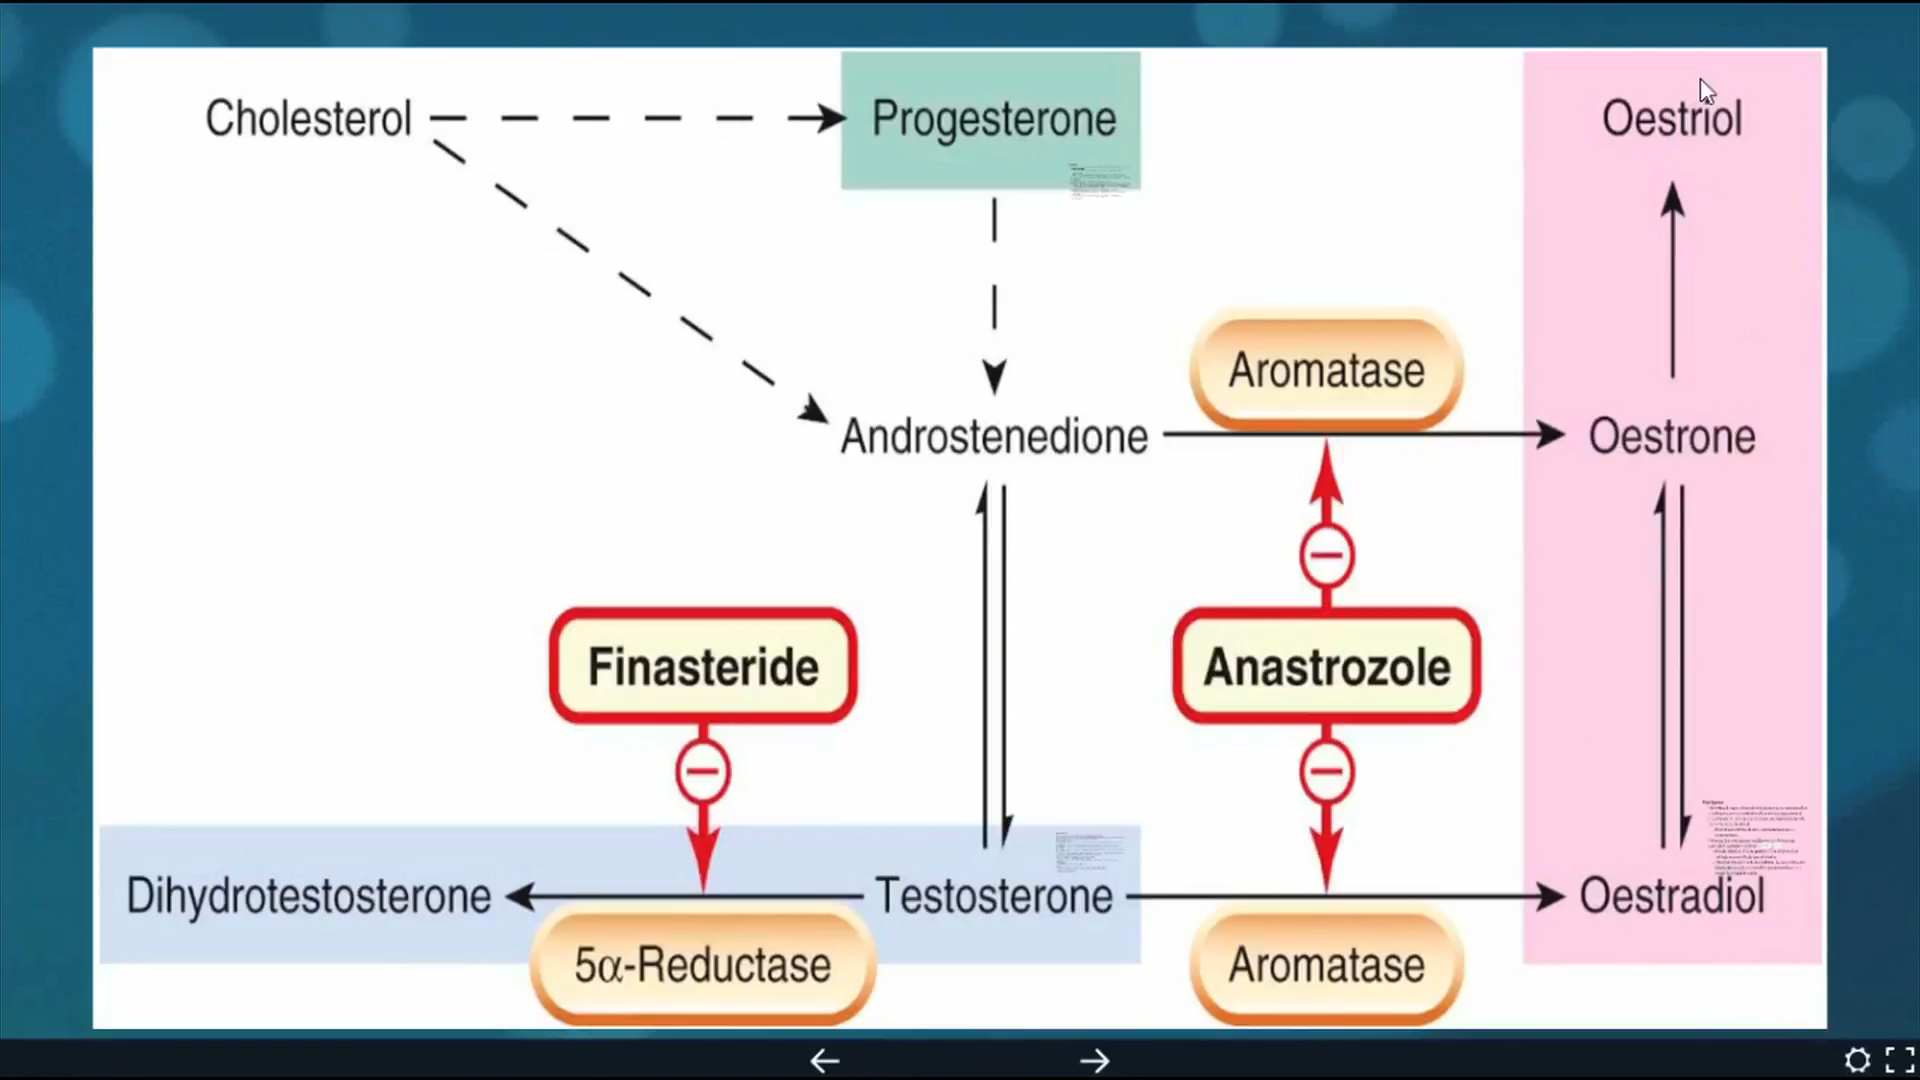 Cholesterol
Progesterone
Oestriol
Aromatase
Androstenedione
Oestrone
Finasteride
Anastrozole
Dihydrotestosterone
Testosterone
Oestradiol
5α-Reductase
Aromatase